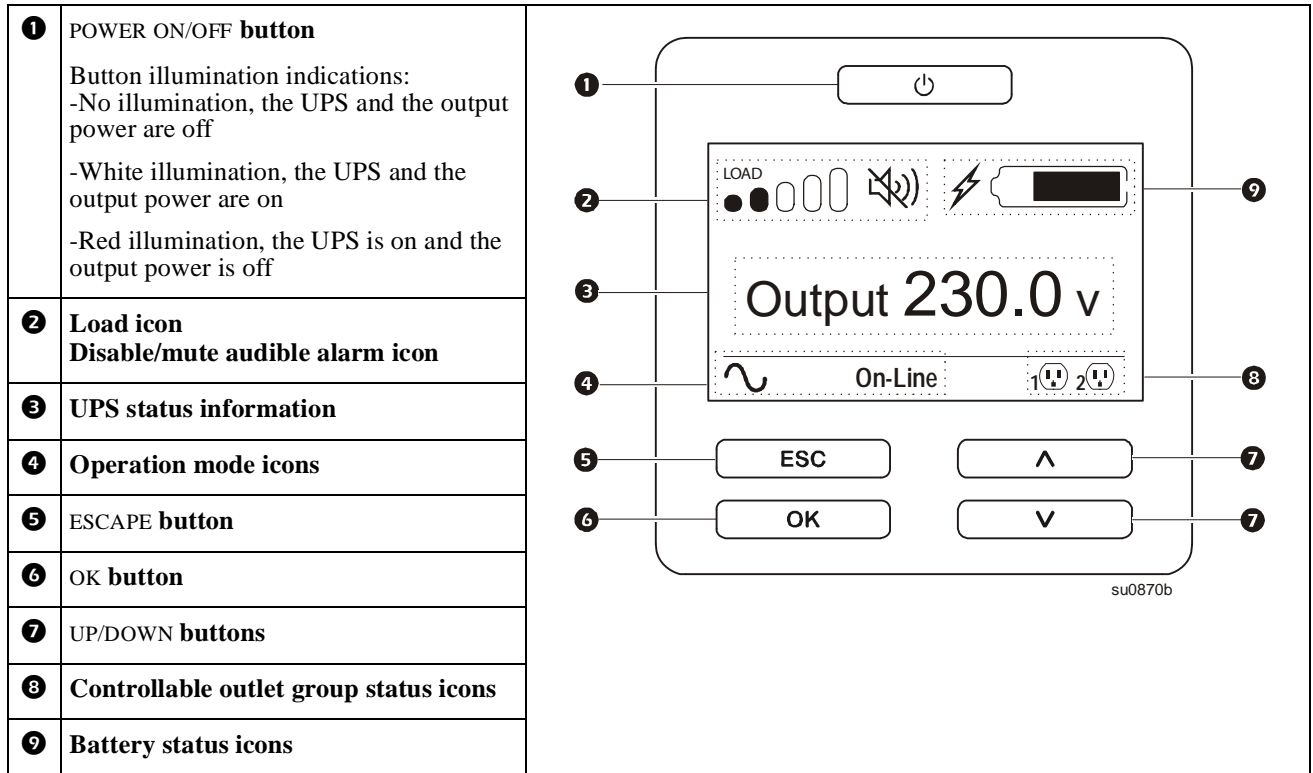 ❶ POWER ON/OFF button
Button illumination indications:
-No illumination, the UPS and the output
power are off
-White illumination, the UPS and the
output power are on
-Red illumination, the UPS is on and the
output power is off
❷ Load icon
Disable/mute audible alarm icon
❸ UPS status information
❹ Operation mode icons
❺ ESCAPE button
❻ OK button
❼ UP/DOWN buttons
❽ Controllable outlet group status icons
❾ Battery status icons
❶
❷ LOAD ❾
❸ Output 230.0 v
❹ On-Line 1 2 ❽
❺ ESC ❼
❻ OK ❼
su0870b